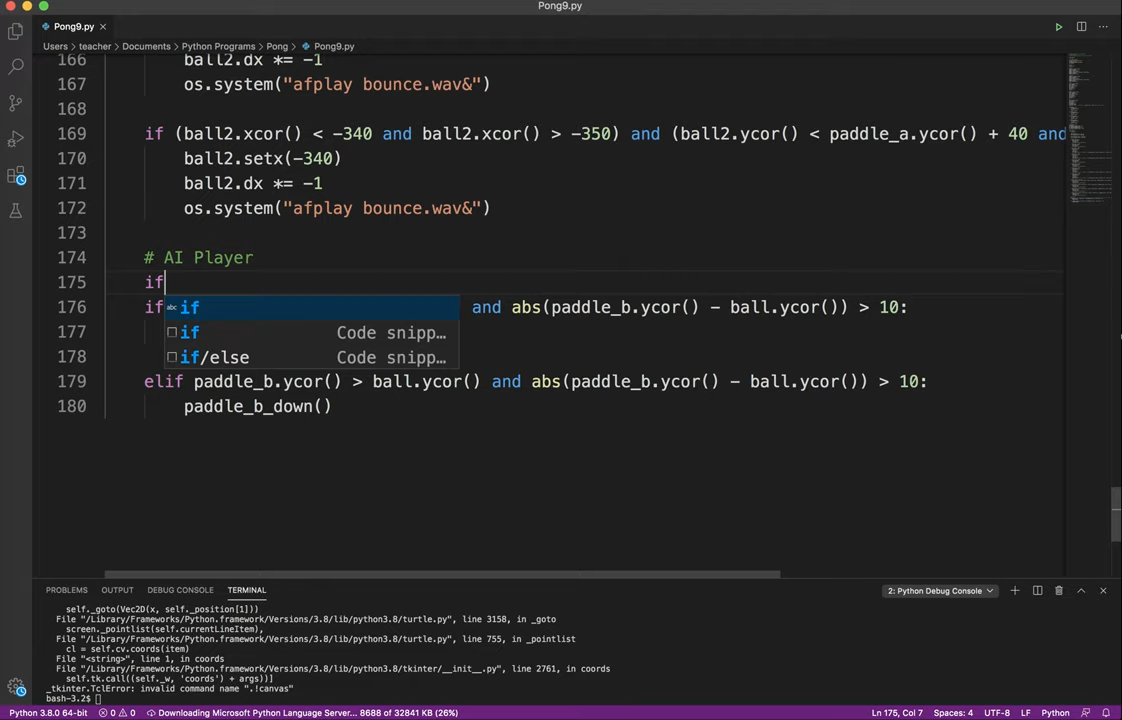 Pong9.py
Pong9.py
Users > teacher > Documents > Python Programs > Pong > Pong9.py
166 ball2.dx *= -1
167 os.system("afplay bounce.wav&")
168
169 if (ball2.xcor() < -340 and ball2.xcor() > -350) and (ball2.ycor() < paddle_a.ycor() + 40 and
170 ball2.setx(-340)
171 ball2.dx *= -1
172 os.system("afplay bounce.wav&")
173
174 # AI Player
175 if
176 if and abs(paddle_b.ycor() - ball.ycor()) > 10:
abc if
177
if Code snipp…
178
if/else Code snipp…
179 elif paddle_b.ycor() > ball.ycor() and abs(paddle_b.ycor() - ball.ycor()) > 10:
180 paddle_b_down()
PROBLEMS OUTPUT DEBUG CONSOLE TERMINAL 2: Python Debug Console
self._goto(Vec2D(x, self._position[1]))
File "/Library/Frameworks/Python.framework/Versions/3.8/lib/python3.8/turtle.py", line 3158, in _goto
screen._pointlist(self.currentLineItem),
File "/Library/Frameworks/Python.framework/Versions/3.8/lib/python3.8/turtle.py", line 755, in _pointlist
cl = self.cv.coords(item)
File "<string>", line 1, in coords
File "/Library/Frameworks/Python.framework/Versions/3.8/lib/python3.8/tkinter/__init__.py", line 2761, in coords
self.tk.call((self._w, 'coords') + args))]
_tkinter.TclError: invalid command name ".!canvas"
bash-3.2$
Python 3.8.0 64-bit 0 0 Downloading Microsoft Python Language Server... 8688 of 32841 KB (26%) Ln 175, Col 7 Spaces: 4 UTF-8 LF Python